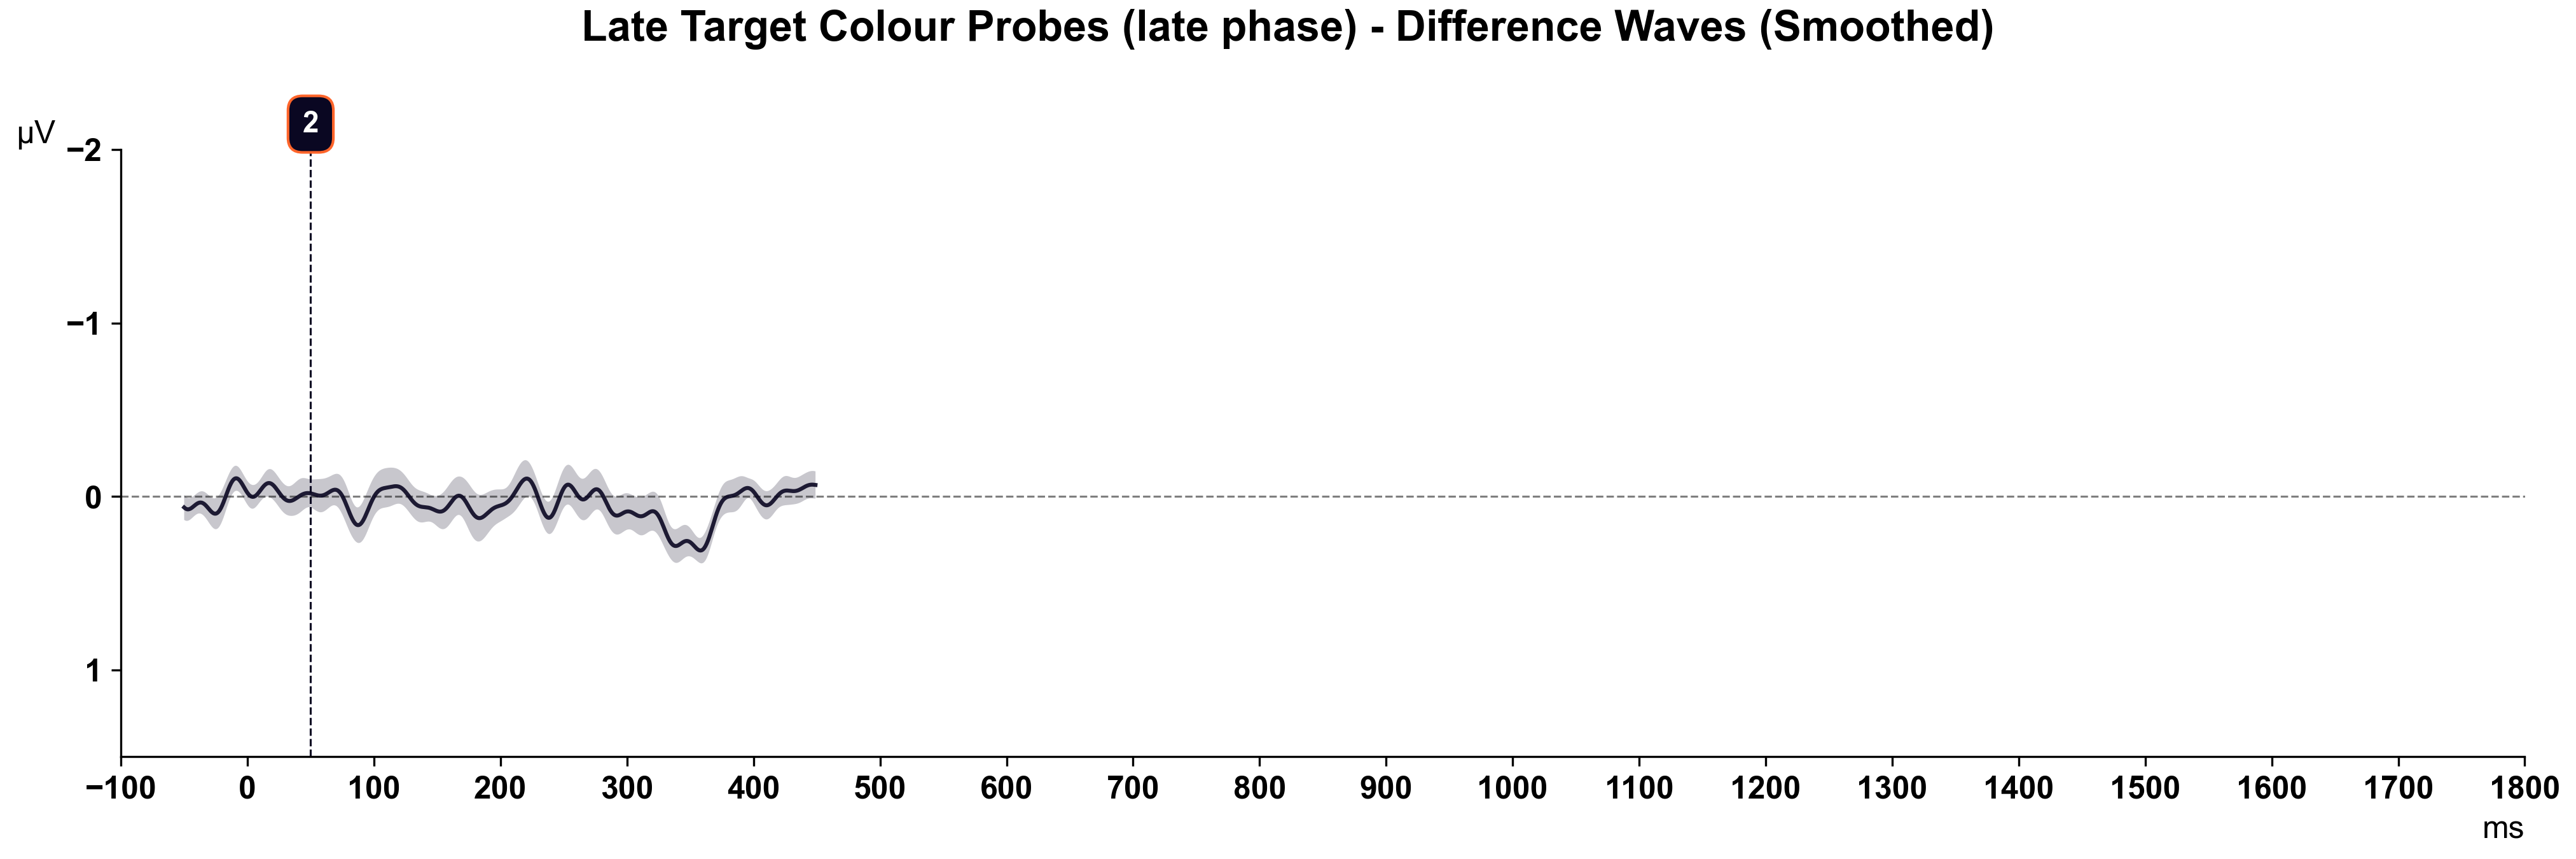 Late Target Colour Probes (late phase) - Difference Waves (Smoothed)
2
µV
−2
−1
0
1
−100 0 100 200 300 400 500 600 700 800 900 1000 1100 1200 1300 1400 1500 1600 1700 1800
ms